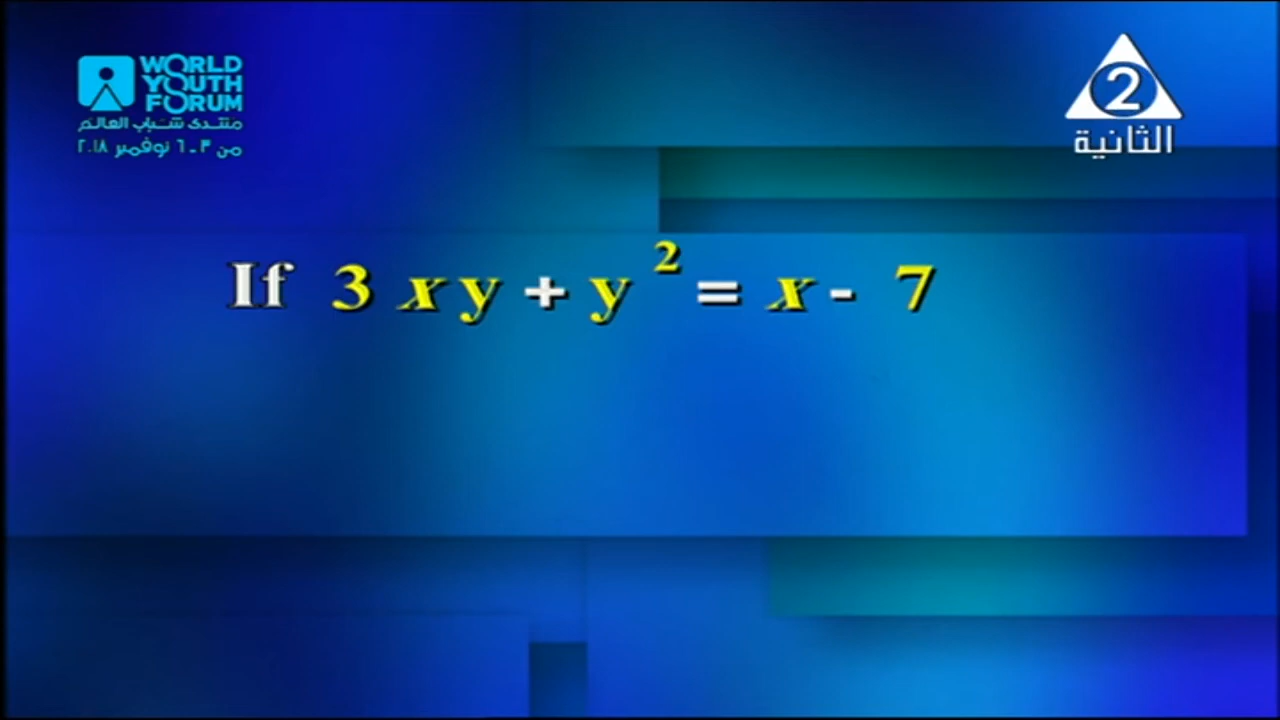 WORLD
YOUTH
FORUM
منتدى شباب العالم
من ٣ - ٦ نوفمبر ٢٠١٨
2
الثانية
If 3 xy + y² = x - 7